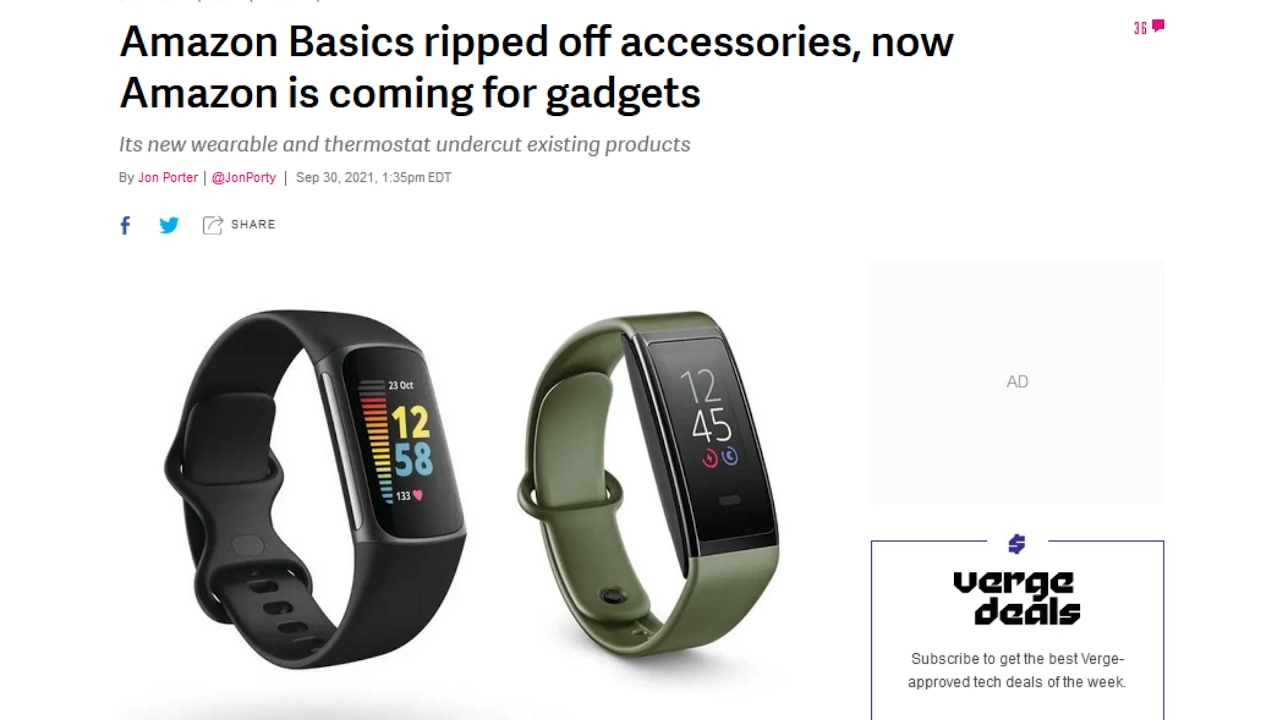 Amazon Basics ripped off accessories, now
36
Amazon is coming for gadgets
Its new wearable and thermostat undercut existing products
By Jon Porter | @JonPorty | Sep 30, 2021, 1:35pm EDT
SHARE
23 Oct
12
58
133
12
45
AD
verge
deals
Subscribe to get the best Verge-
approved tech deals of the week.